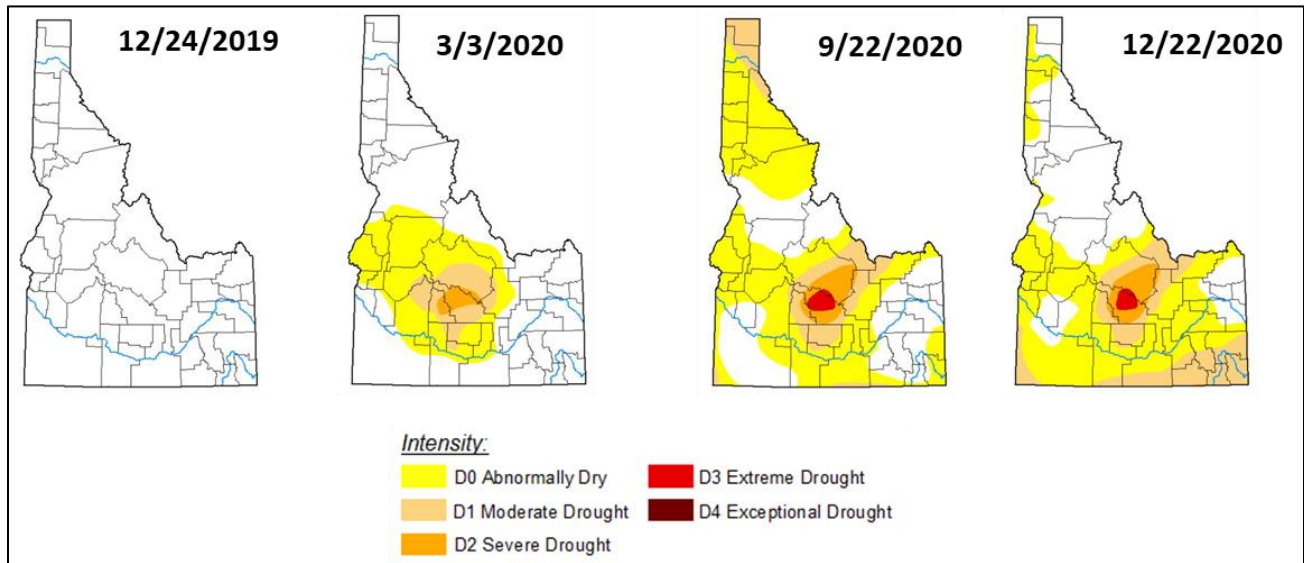 12/24/2019
3/3/2020
9/22/2020
12/22/2020
Intensity:
D0 Abnormally Dry
D3 Extreme Drought
D1 Moderate Drought
D4 Exceptional Drought
D2 Severe Drought